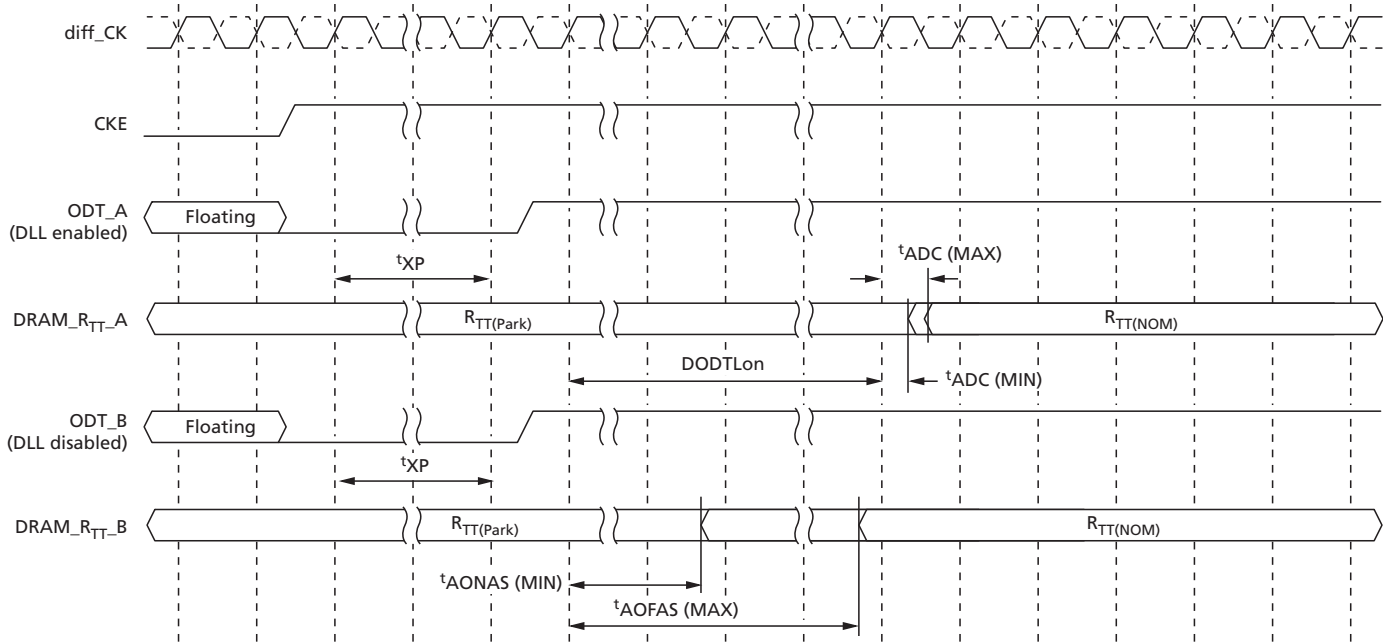 diff_CK
CKE
ODT_A
(DLL enabled)
Floating
tXP
tADC (MAX)
DRAM_RTT_A
RTT(Park)
RTT(NOM)
DODTLon
tADC (MIN)
ODT_B
(DLL disabled)
Floating
tXP
DRAM_RTT_B
RTT(Park)
RTT(NOM)
tAONAS (MIN)
tAOFAS (MAX)